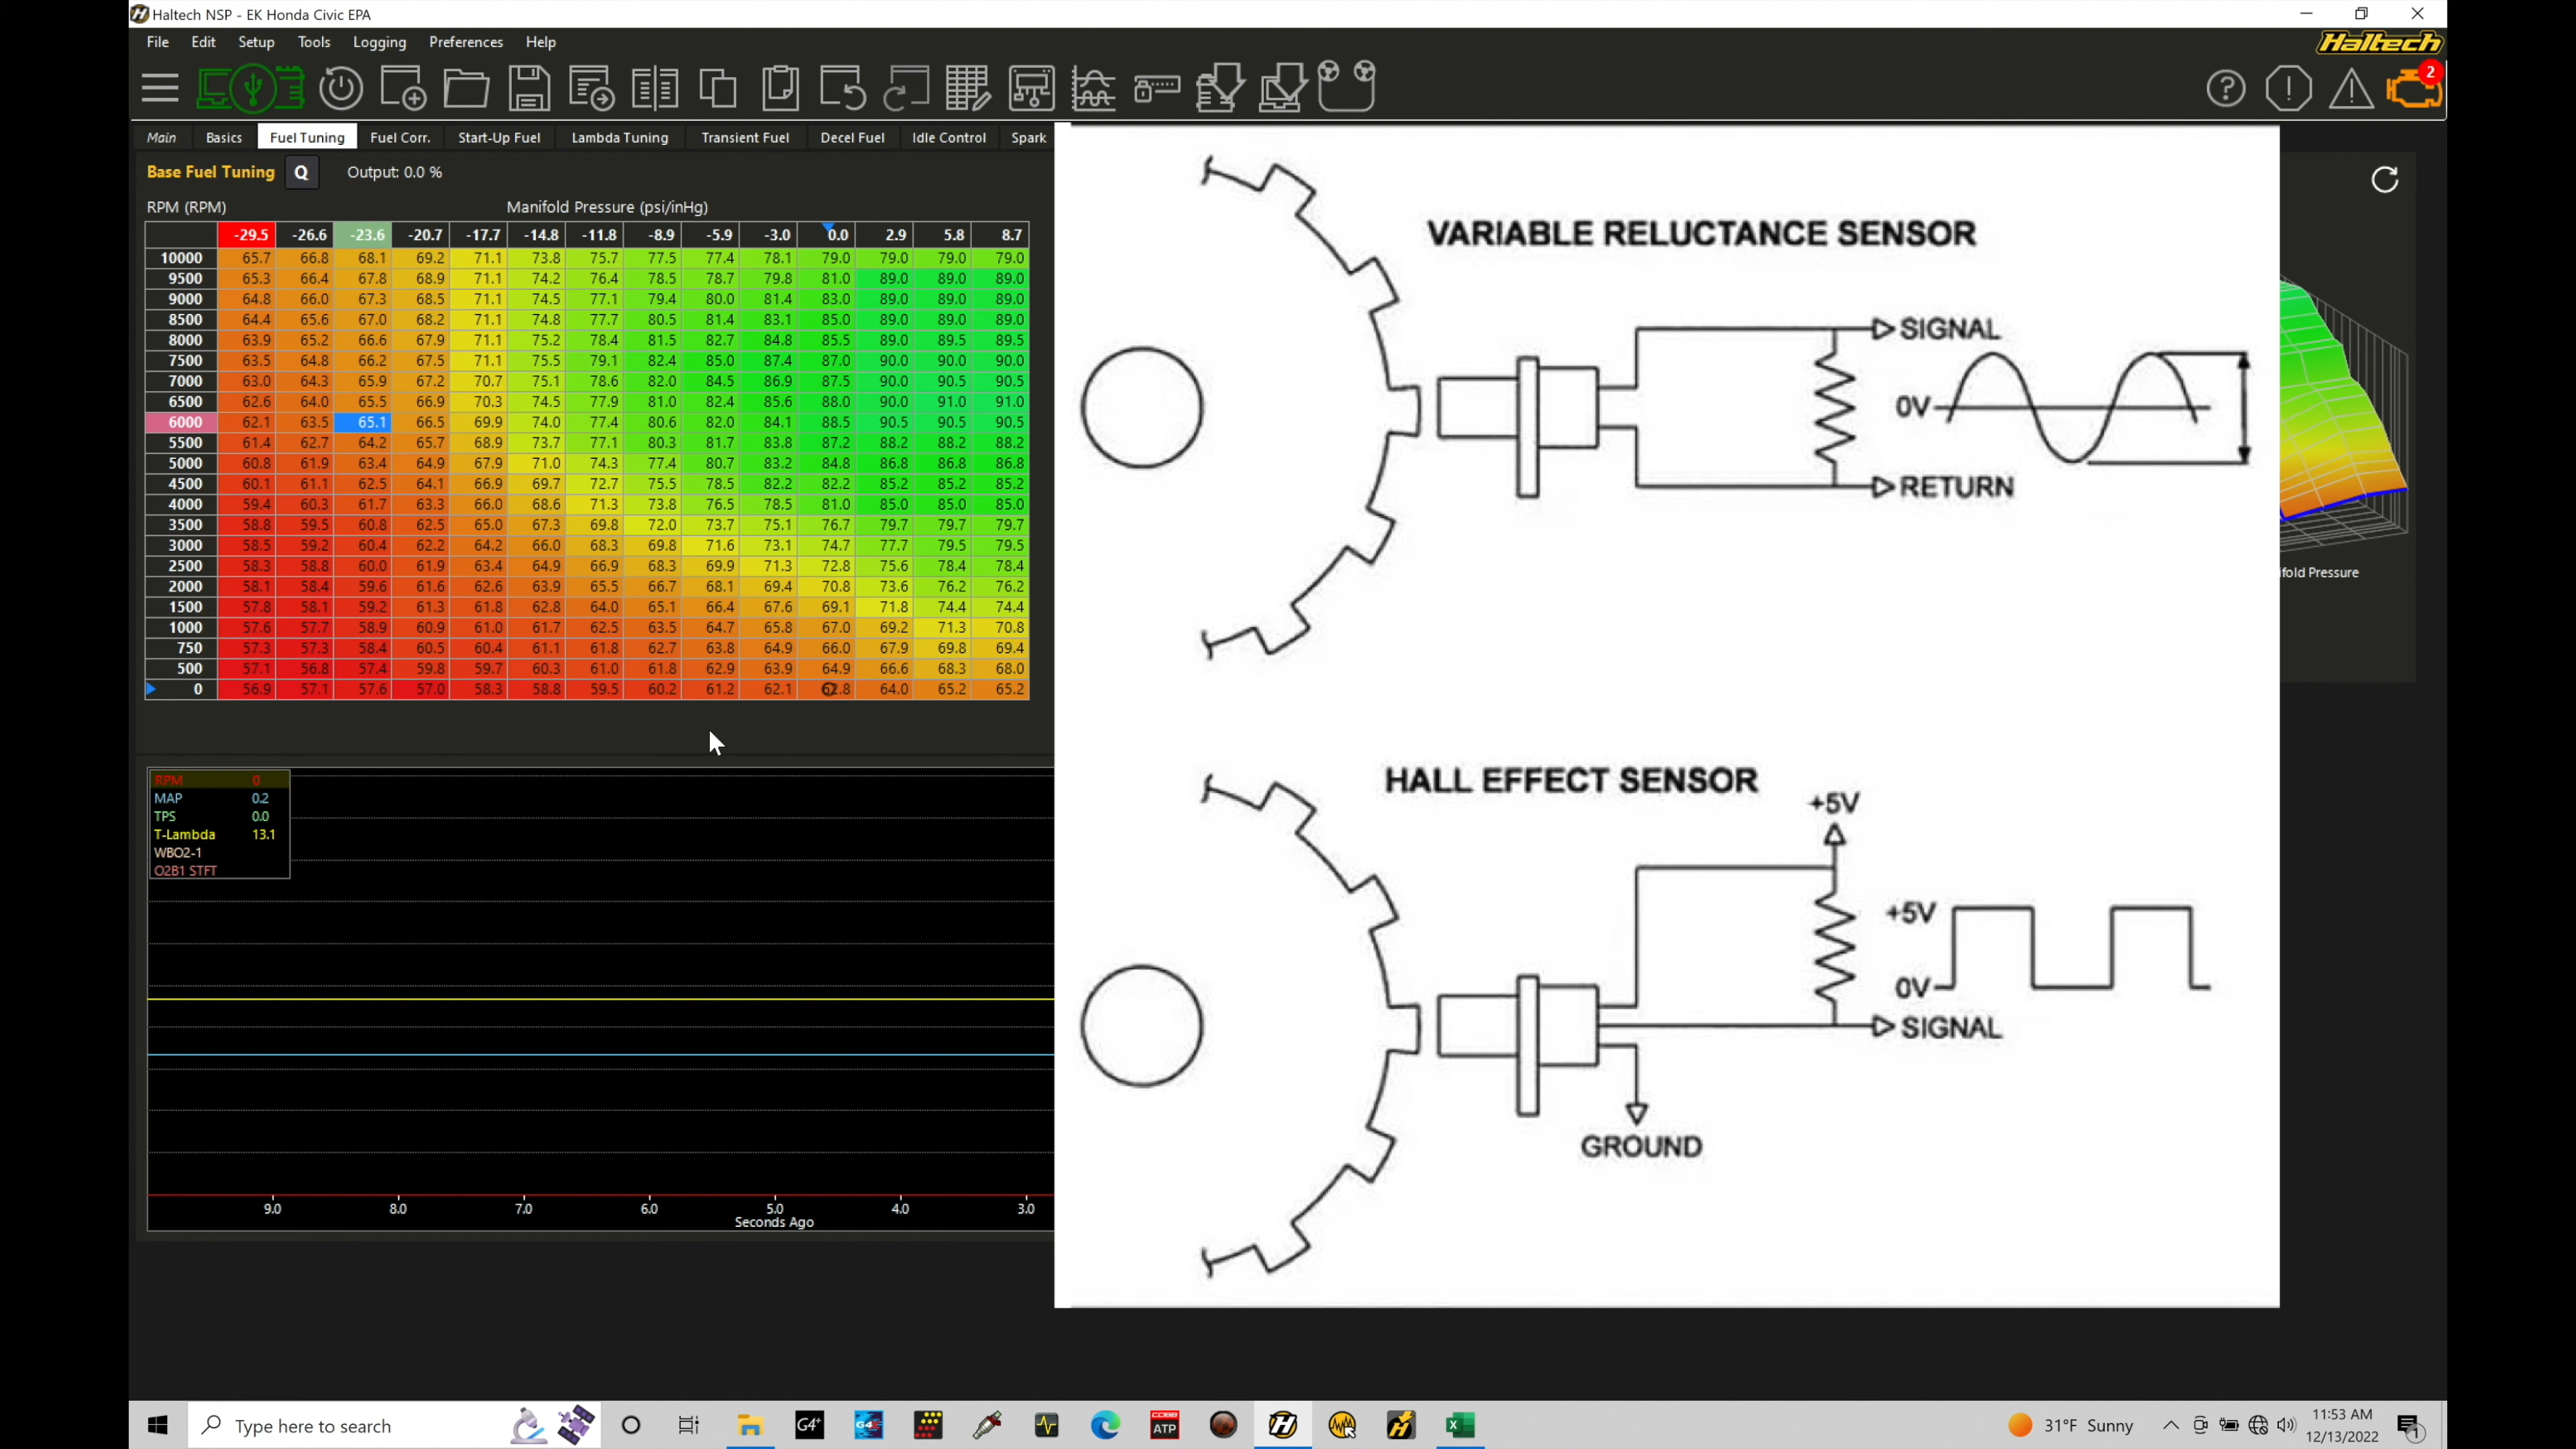 Haltech NSP - EK Honda Civic EPA
File Edit Setup Tools Logging Preferences Help
Haltech
2
Main Basics Fuel Tuning Fuel Corr. Start-Up Fuel Lambda Tuning Transient Fuel Decel Fuel Idle Control Spark
Base Fuel Tuning Q Output: 0.0 %
RPM (RPM) Manifold Pressure (psi/inHg)
-29.5 -26.6 -23.6 -20.7 -17.7 -14.8 -11.8 -8.9 -5.9 -3.0 0.0 2.9 5.8 8.7
10000 65.7 66.8 68.1 69.2 71.1 73.8 75.7 77.5 77.4 78.1 79.0 79.0 79.0 79.0
9500 65.3 66.4 67.8 68.9 71.1 74.2 76.4 78.5 78.7 79.8 81.0 89.0 89.0 89.0
9000 64.8 66.0 67.3 68.5 71.1 74.5 77.1 79.4 80.0 81.4 83.0 89.0 89.0 89.0
8500 64.4 65.6 67.0 68.2 71.1 74.8 77.7 80.5 81.4 83.1 85.0 89.0 89.0 89.0
8000 63.9 65.2 66.6 67.9 71.1 75.2 78.4 81.5 82.7 84.8 85.5 89.0 89.5 89.5
7500 63.5 64.8 66.2 67.5 71.1 75.5 79.1 82.4 85.0 87.4 87.0 90.0 90.0 90.0
7000 63.0 64.3 65.9 67.2 70.7 75.1 78.6 82.0 84.5 86.9 87.5 90.0 90.5 90.5
6500 62.6 64.0 65.5 66.9 70.3 74.5 77.9 81.0 82.4 85.6 88.0 90.0 91.0 91.0
6000 62.1 63.5 65.1 66.5 69.9 74.0 77.4 80.6 82.0 84.1 88.5 90.5 90.5 90.5
5500 61.4 62.7 64.2 65.7 68.9 73.7 77.1 80.3 81.7 83.8 87.2 88.2 88.2 88.2
5000 60.8 61.9 63.4 64.9 67.9 71.0 74.3 77.4 80.7 83.2 84.8 86.8 86.8 86.8
4500 60.1 61.1 62.5 64.1 66.9 69.7 72.7 75.5 78.5 82.2 82.2 85.2 85.2 85.2
4000 59.4 60.3 61.7 63.3 66.0 68.6 71.3 73.8 76.5 78.5 81.0 85.0 85.0 85.0
3500 58.8 59.5 60.8 62.5 65.0 67.3 69.8 72.0 73.7 75.1 76.7 79.7 79.7 79.7
3000 58.5 59.2 60.4 62.2 64.2 66.0 68.3 69.8 71.6 73.1 74.7 77.7 79.5 79.5
2500 58.3 58.8 60.0 61.9 63.4 64.9 66.9 68.3 69.9 71.3 72.8 75.6 78.4 78.4
2000 58.1 58.4 59.6 61.6 62.6 63.9 65.5 66.7 68.1 69.4 70.8 73.6 76.2 76.2
1500 57.8 58.1 59.2 61.3 61.8 62.8 64.0 65.1 66.4 67.6 69.1 71.8 74.4 74.4
1000 57.6 57.7 58.9 60.9 61.0 61.7 62.5 63.5 64.7 65.8 67.0 69.2 71.3 70.8
750 57.3 57.3 58.4 60.5 60.4 61.1 61.8 62.7 63.8 64.9 66.0 67.9 69.8 69.4
500 57.1 56.8 57.4 59.8 59.7 60.3 61.0 61.8 62.9 63.9 64.9 66.6 68.3 68.0
0 56.9 57.1 57.6 57.0 58.3 58.8 59.5 60.2 61.2 62.1 62.8 64.0 65.2 65.2
RPM 0
MAP 0.2
TPS 0.0
T-Lambda 13.1
WBO2-1
O2B1 STFT
9.0 8.0 7.0 6.0 5.0 4.0 3.0
Seconds Ago
VARIABLE RELUCTANCE SENSOR
SIGNAL
0V
RETURN
HALL EFFECT SENSOR
+5V
+5V
0V
SIGNAL
GROUND
ifold Pressure
Type here to search
G4+
G4X
COBB
ATP
31°F Sunny
11:53 AM
12/13/2022
1